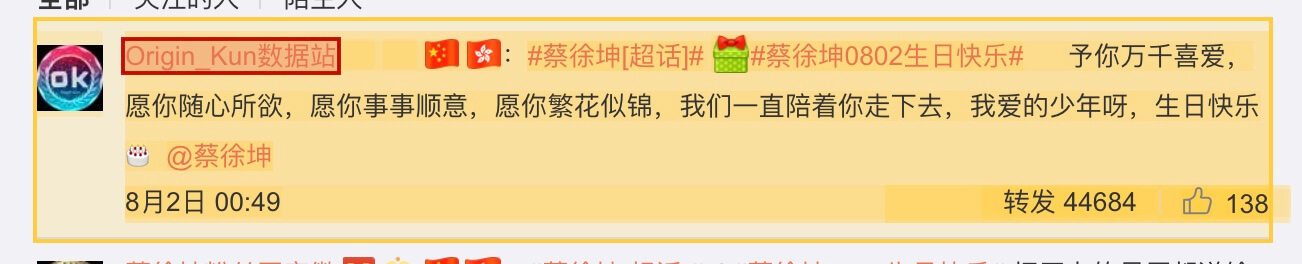 全部 | 关注的人 | 陌生人
ok
Origin_Kun数据站 🇨🇳🇭🇰：#蔡徐坤[超话]# 🎁#蔡徐坤0802生日快乐# 予你万千喜爱，
愿你随心所欲，愿你事事顺意，愿你繁花似锦，我们一直陪着你走下去，我爱的少年呀，生日快乐
🎂 @蔡徐坤
8月2日 00:49 转发 44684 138